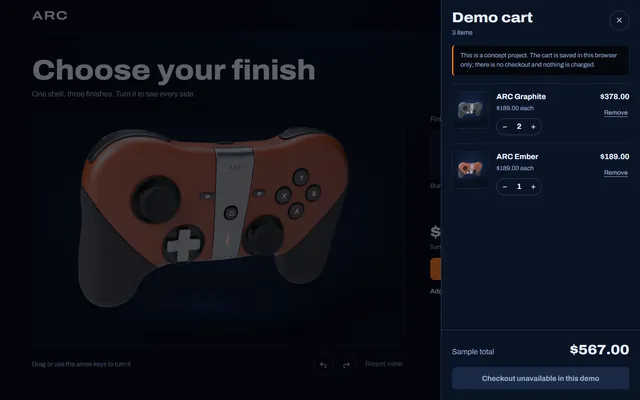 ARC
Choose your finish
One shell, three finishes. Turn it to see every side.
ARC
Y
X
B
A
Drag or use the arrow keys to turn it
Reset view
Demo cart
3 items
This is a concept project. The cart is saved in this browser
only; there is no checkout and nothing is charged.
ARC Graphite
$378.00
$189.00 each
Remove
− 2 +
ARC Ember
$189.00
$189.00 each
Remove
− 1 +
Sample total
$567.00
Checkout unavailable in this demo